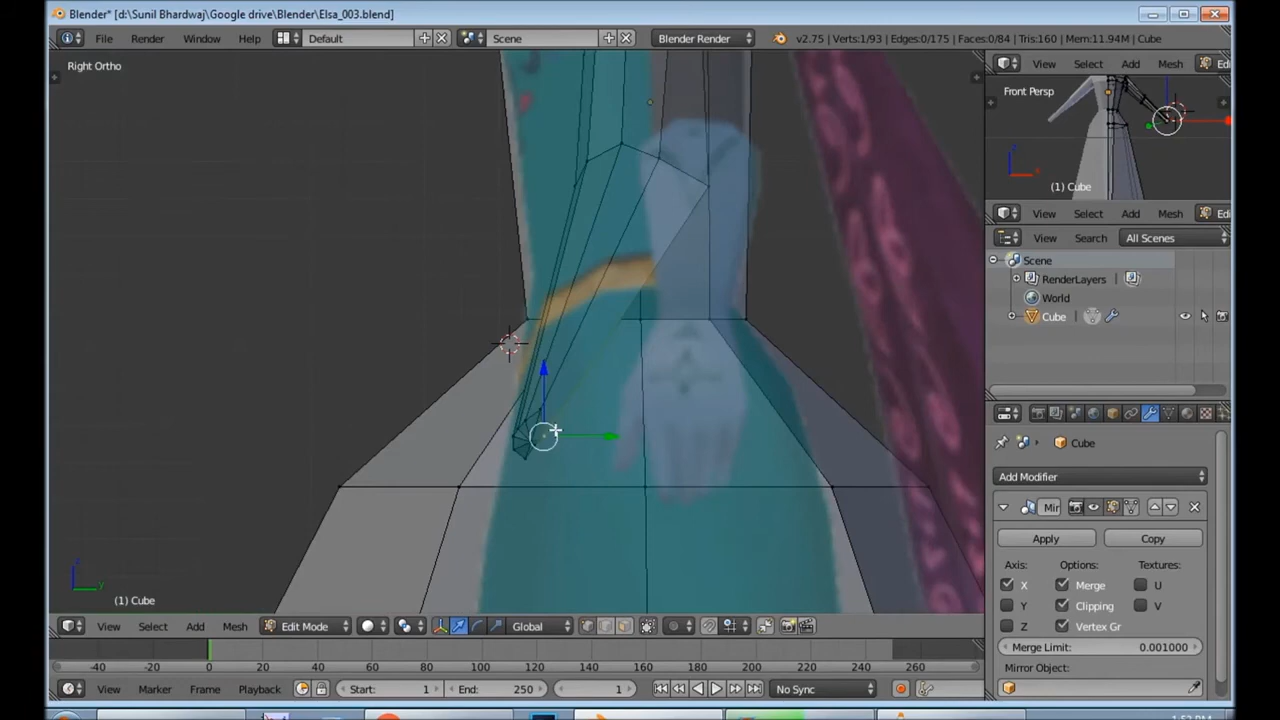 Blender* [d:\Sunil Bhardwaj\Google drive\Blender\Elsa_003.blend]
File Render Window Help Default Scene Blender Render v2.75 | Verts:1/93 | Edges:0/175 | Faces:0/84 | Tris:160 | Mem:11.94M | Cube
Right Ortho
View Select Add Mesh
Front Persp
z
x
(1) Cube
View Select Add Mesh
View Search All Scenes
Scene
RenderLayers
World
Cube
Cube
Add Modifier
Mir
Apply Copy
Axis: Options: Textures:
X Merge U
Y Clipping V
Z Vertex Gr
Merge Limit: 0.001000
Mirror Object:
z
y
(1) Cube
View Select Add Mesh Edit Mode Global
-40 -20 0 20 40 60 80 100 120 140 160 180 200 220 240 260
View Marker Frame Playback Start: 1 End: 250 1 No Sync